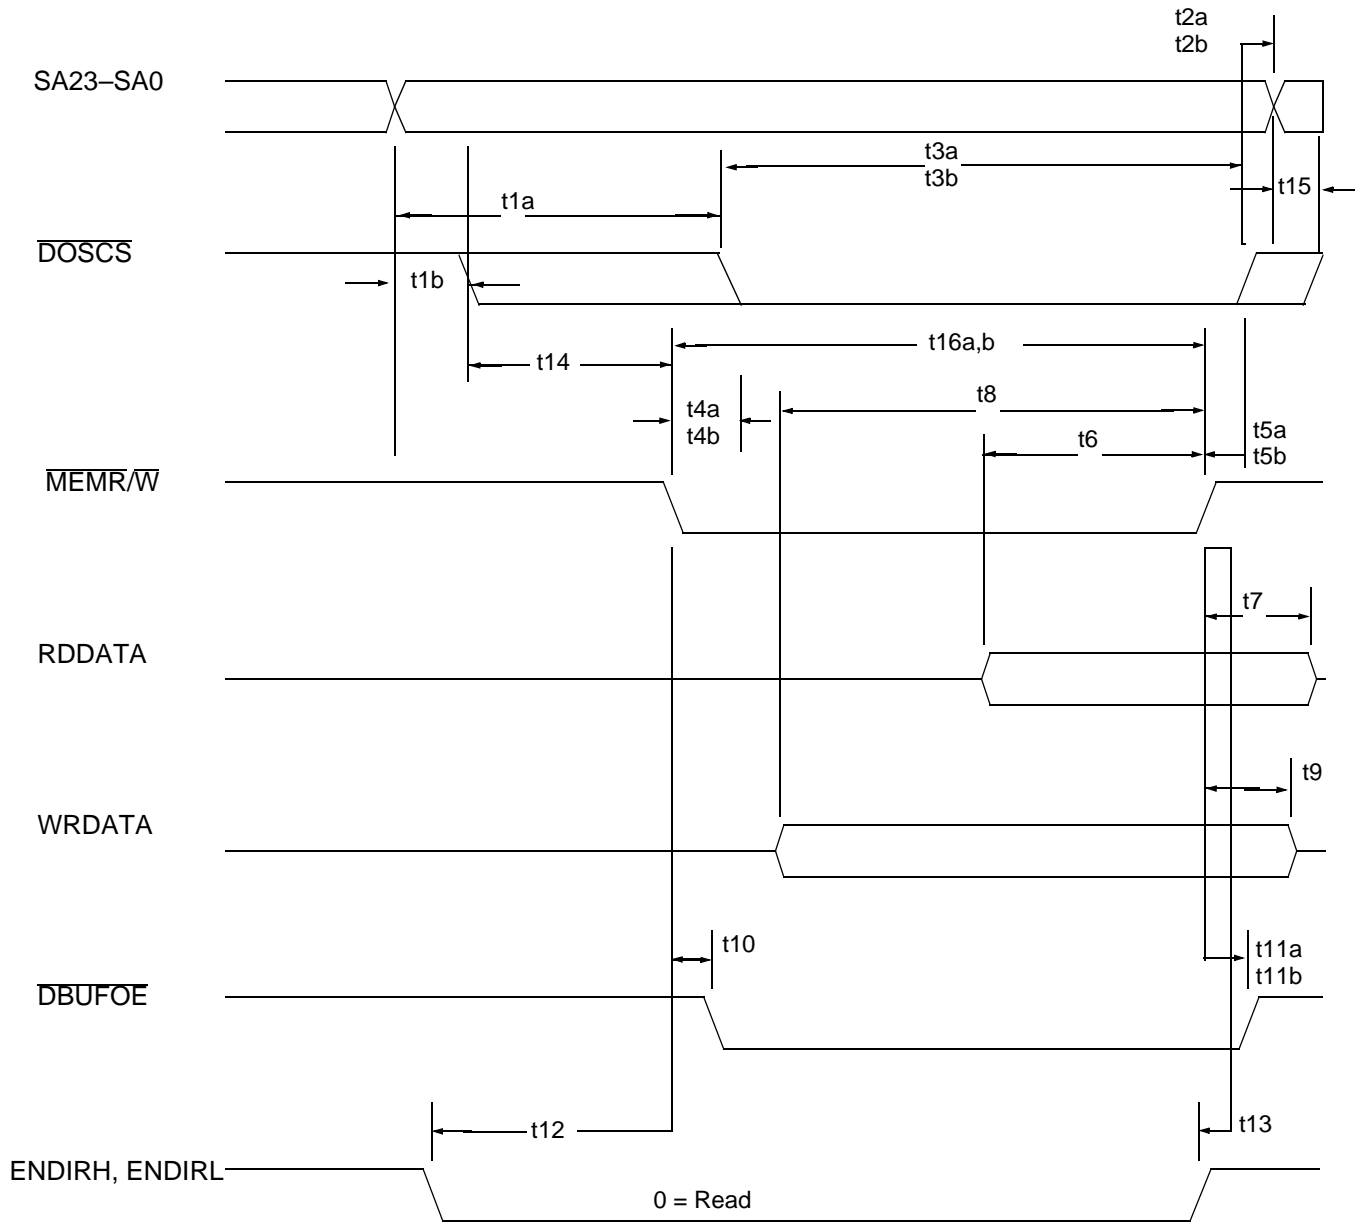 t2a
t2b
SA23–SA0
t3a
t3b
t15
t1a
DOSCS
t1b
t16a,b
t14
t8
t4a
t4b
t6
t5a
t5b
MEMR/W
t7
RDDATA
t9
WRDATA
t10
t11a
t11b
DBUFOE
t12
t13
ENDIRH, ENDIRL
0 = Read